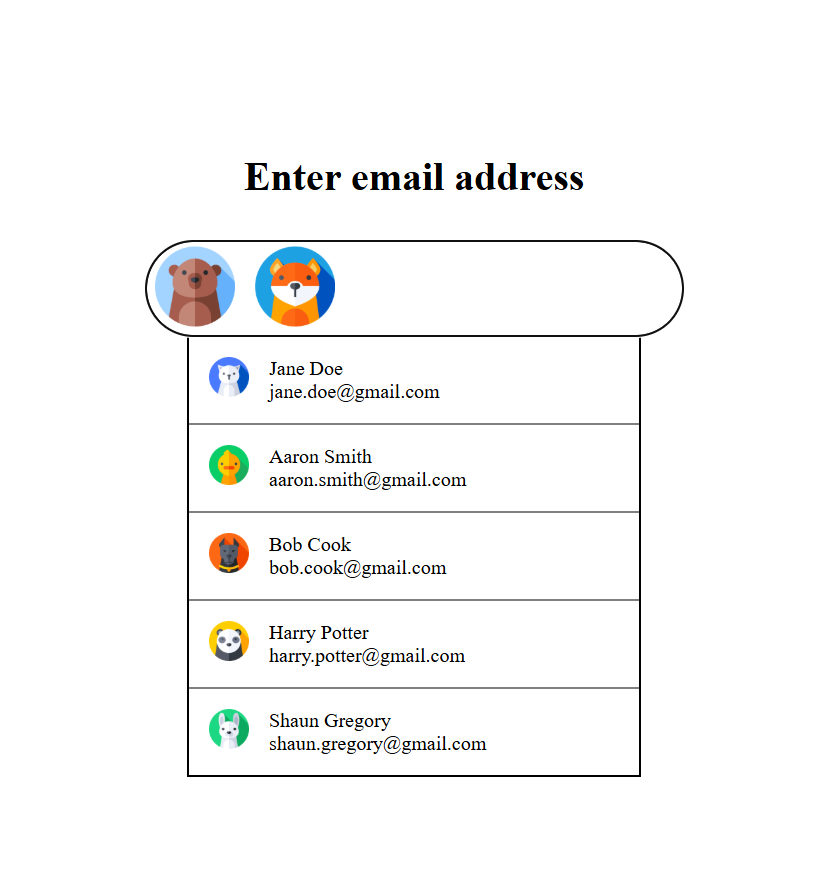 Enter email address
Jane Doe
jane.doe@gmail.com
Aaron Smith
aaron.smith@gmail.com
Bob Cook
bob.cook@gmail.com
Harry Potter
harry.potter@gmail.com
Shaun Gregory
shaun.gregory@gmail.com